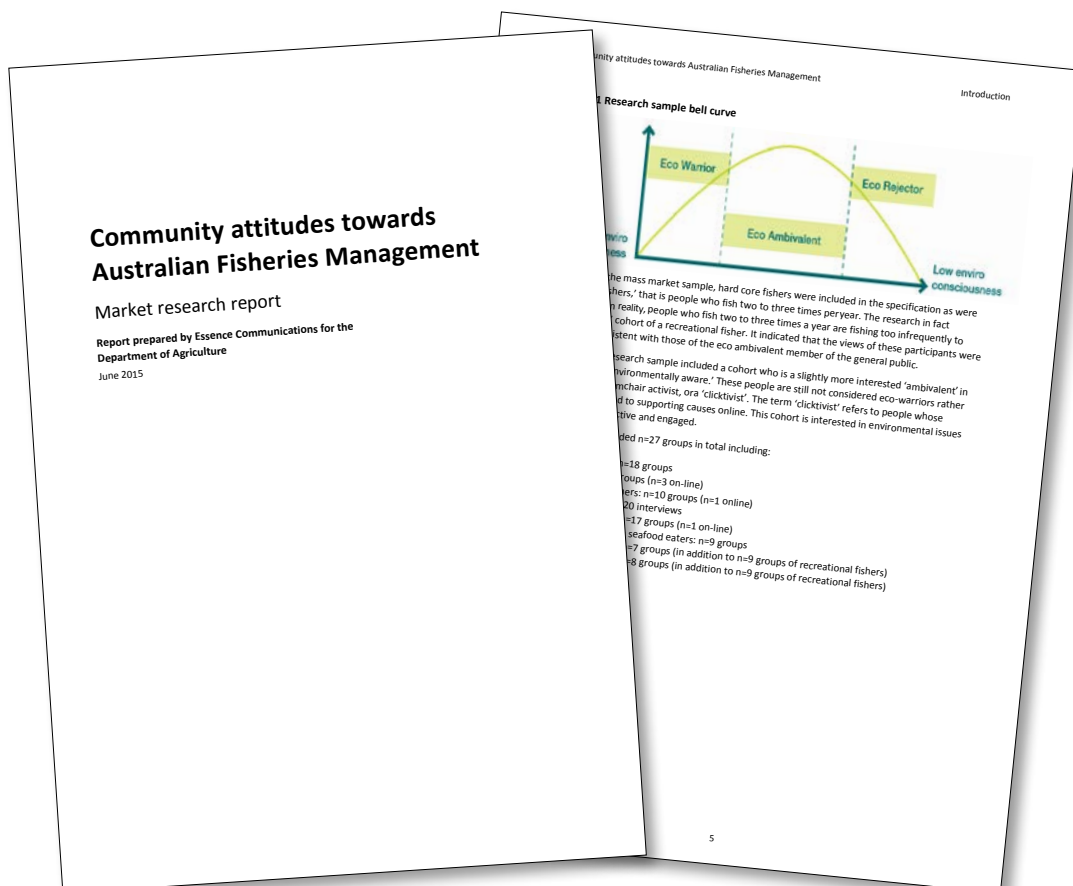 Community attitudes towards
Australian Fisheries Management
Market research report
Report prepared by Essence Communications for the
Department of Agriculture
June 2015
unity attitudes towards Australian Fisheries Management
Introduction
1 Research sample bell curve
Eco Warrior
Eco Rejector
Eco Ambivalent
nviro
ess
Low enviro
consciousness
the mass market sample, hard core fishers were included in the specification as were
shers,' that is people who fish two to three times peryear. The research in fact
n reality, people who fish two to three times a year are fishing too infrequently to
cohort of a recreational fisher. It indicated that the views of these participants were
istent with those of the eco ambivalent member of the general public.
esearch sample included a cohort who is a slightly more interested 'ambivalent' in
nvironmentally aware.' These people are still not considered eco-warriors rather
mchair activist, ora 'clicktivist'. The term 'clicktivist' refers to people whose
d to supporting causes online. This cohort is interested in environmental issues
ctive and engaged.
ded n=27 groups in total including:
n=18 groups
roups (n=3 on-line)
ers: n=10 groups (n=1 online)
20 interviews
=17 groups (n=1 on-line)
seafood eaters: n=9 groups
=7 groups (in addition to n=9 groups of recreational fishers)
=8 groups (in addition to n=9 groups of recreational fishers)
5